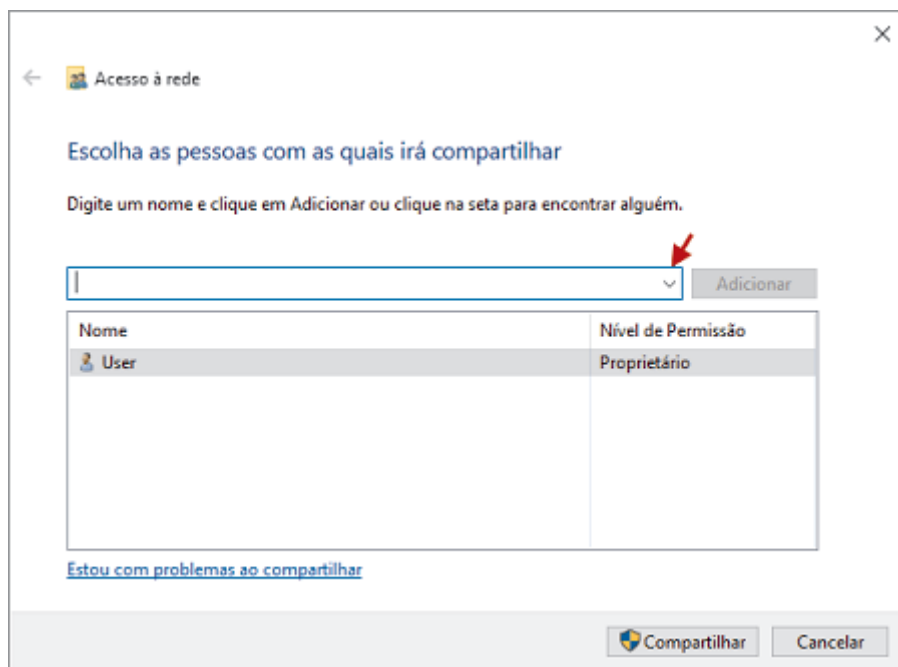 Acesso à rede
Escolha as pessoas com as quais irá compartilhar
Digite um nome e clique em Adicionar ou clique na seta para encontrar alguém.
Adicionar
Nome Nível de Permissão
User Proprietário
Estou com problemas ao compartilhar
Compartilhar Cancelar